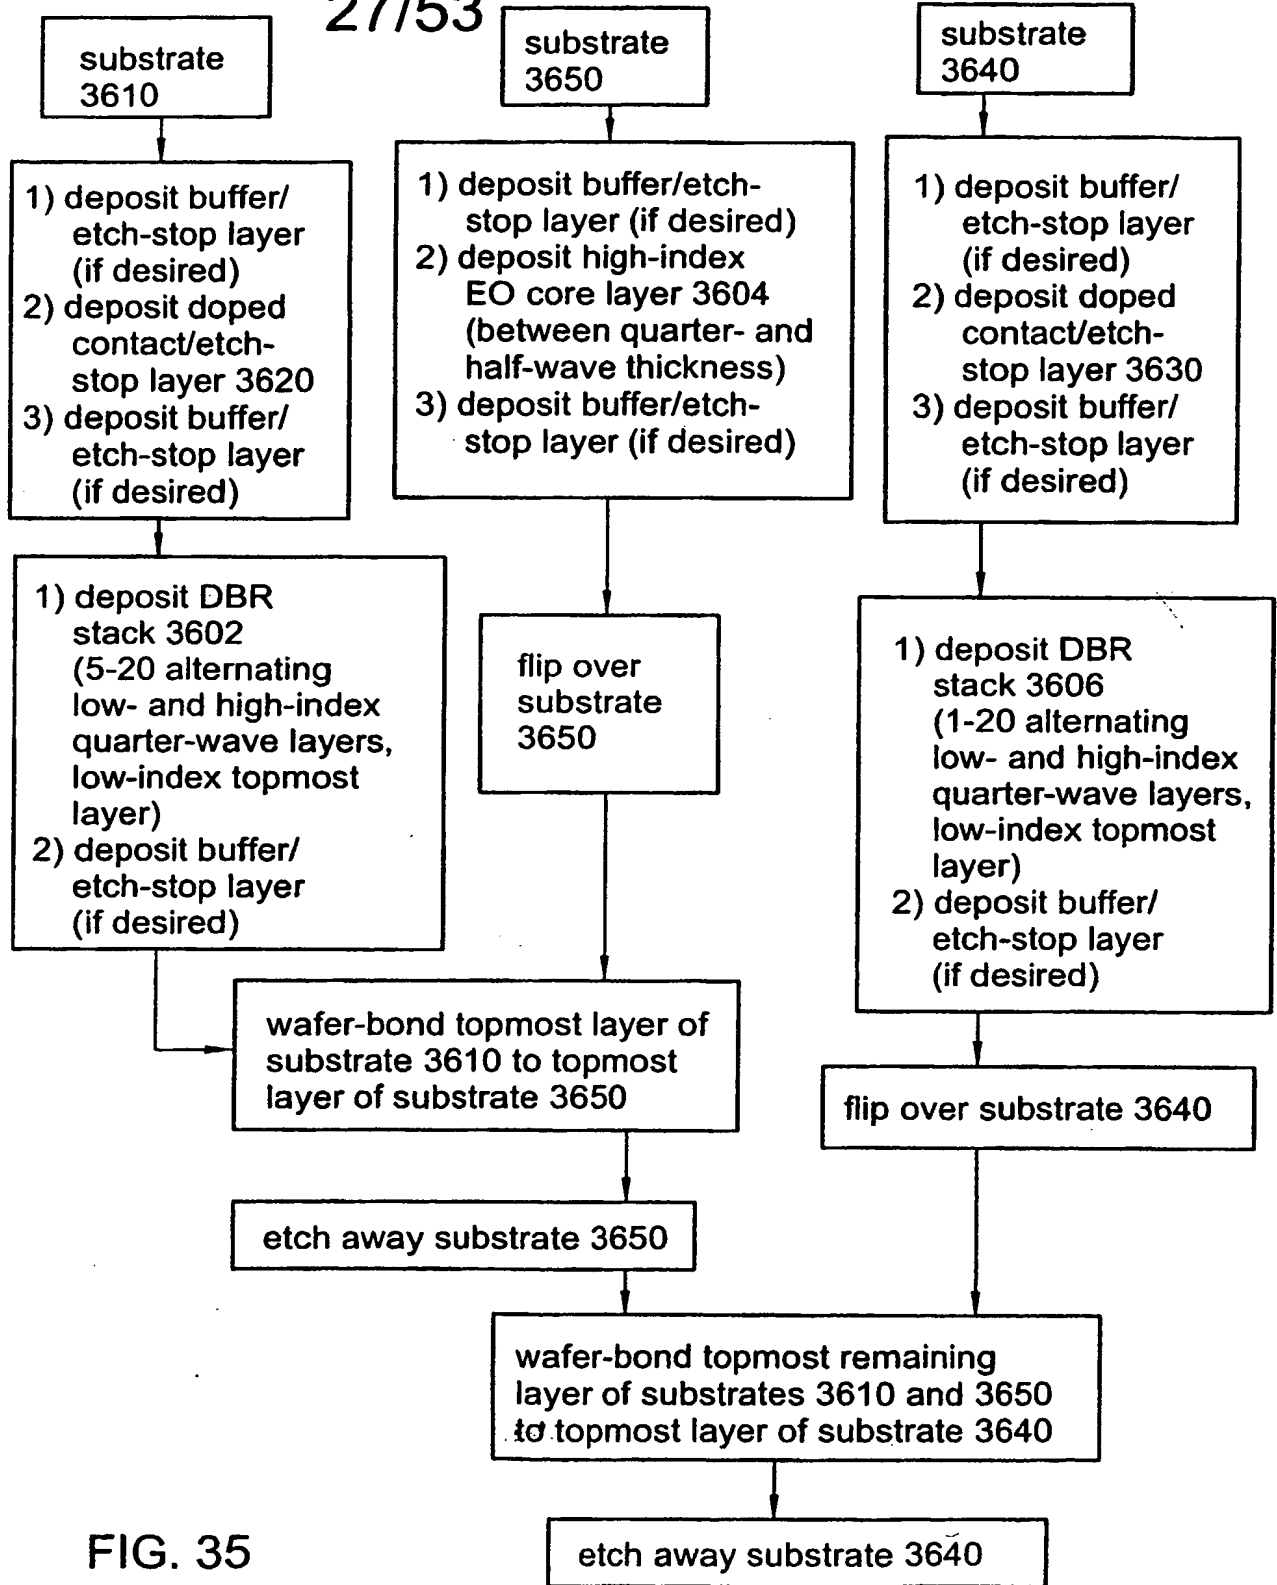 27/53
substrate
3610
substrate
3650
substrate
3640
1) deposit buffer/
etch-stop layer
(if desired)
2) deposit doped
contact/etch-
stop layer 3620
3) deposit buffer/
etch-stop layer
(if desired)
1) deposit buffer/etch-
stop layer (if desired)
2) deposit high-index
EO core layer 3604
(between quarter- and
half-wave thickness)
3) deposit buffer/etch-
stop layer (if desired)
1) deposit buffer/
etch-stop layer
(if desired)
2) deposit doped
contact/etch-
stop layer 3630
3) deposit buffer/
etch-stop layer
(if desired)
1) deposit DBR
stack 3602
(5-20 alternating
low- and high-index
quarter-wave layers,
low-index topmost
layer)
2) deposit buffer/
etch-stop layer
(if desired)
flip over
substrate
3650
1) deposit DBR
stack 3606
(1-20 alternating
low- and high-index
quarter-wave layers,
low-index topmost
layer)
2) deposit buffer/
etch-stop layer
(if desired)
wafer-bond topmost layer of
substrate 3610 to topmost
layer of substrate 3650
flip over substrate 3640
etch away substrate 3650
wafer-bond topmost remaining
layer of substrates 3610 and 3650
to topmost layer of substrate 3640
etch away substrate 3640
FIG. 35